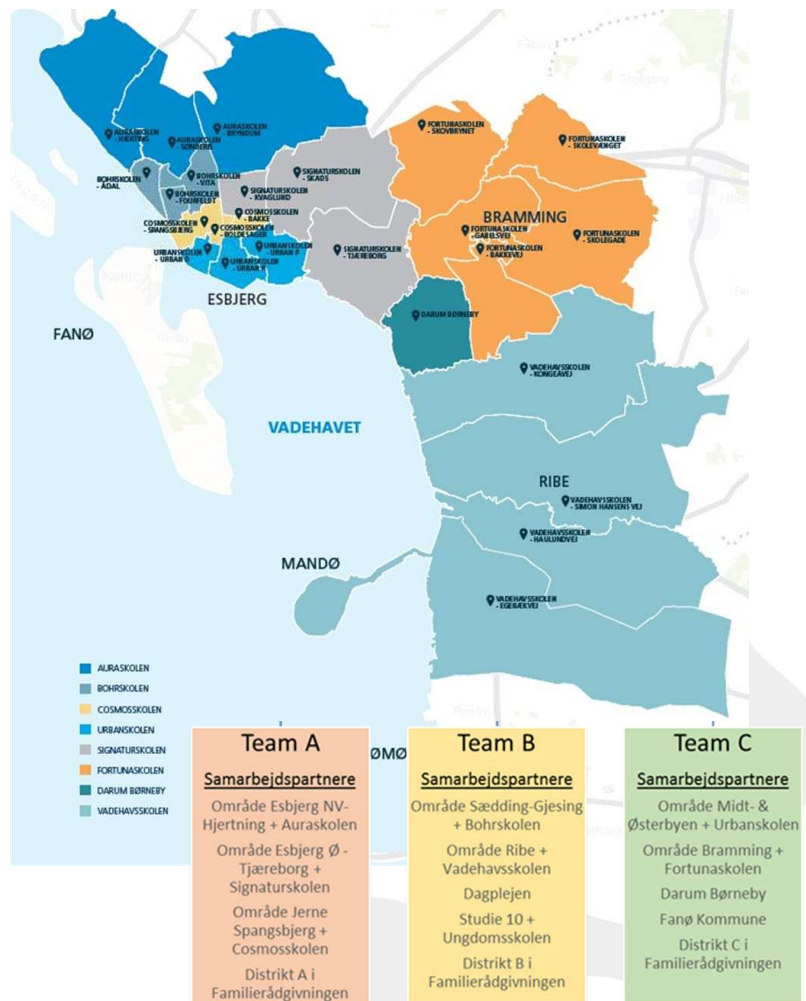 AURASKOLEN
- HJERTING
AURASKOLEN
- SØNDERIS
AURASKOLEN
- BRYNDUM
BOHRSKOLEN
- ÅDAL
BOHRSKOLEN
- VITA
BOHRSKOLEN
- FOURFELDT
COSMOSSKOLEN
- SPANGSBJERG
COSMOSSKOLEN
- BAKKE
COSMOSSKOLEN
- BOLDESAGER
SIGNATURSKOLEN
- KVAGLUND
SIGNATURSKOLEN
- SKADS
SIGNATURSKOLEN
- TJÆREBORG
URBANSKOLEN
- URBAN
URBANSKOLEN
- URBAN
URBANSKOLEN
- URBAN
FORTUNASKOLEN
- SKOVBRYNET
FORTUNASKOLEN
- SKOLEVÆNGET
BRAMMING
FORTUNASKOLEN
- GABELSVEJ
FORTUNASKOLEN
- BAKKEVEJ
FORTUNASKOLEN
- SKOLEGADE
ESBJERG
FANØ
DARUM BØRNEBY
VADEHAVSSKOLEN
- KONGEÅVEJ
VADEHAVET
RIBE
VADEHAVSSKOLEN
- SIMON HANSENS VEJ
VADEHAVSSKOLEN
- HAULUNDVEJ
MANDØ
VADEHAVSSKOLEN
- EGEBÆKVEJ
AURASKOLEN
BOHRSKOLEN
COSMOSSKOLEN
URBANSKOLEN
SIGNATURSKOLEN
FORTUNASKOLEN
DARUM BØRNEBY
VADEHAVSSKOLEN
ØMØ
Team A
Samarbejdspartnere
Område Esbjerg NV-
Hjertning + Auraskolen
Område Esbjerg Ø -
Tjæreborg +
Signaturskolen
Område Jerne
Spangsbjerg +
Cosmosskolen
Distrikt A i
Familierådgivningen
Team B
Samarbejdspartnere
Område Sædding-Gjesing
+ Bohrskolen
Område Ribe +
Vadehavsskolen
Dagplejen
Studie 10 +
Ungdomsskolen
Distrikt B i
Familierådgivningen
Team C
Samarbejdspartnere
Område Midt- &
Østerbyen + Urbanskolen
Område Bramming +
Fortunaskolen
Darum Børneby
Fanø Kommune
Distrikt C i
Familierådgivningen